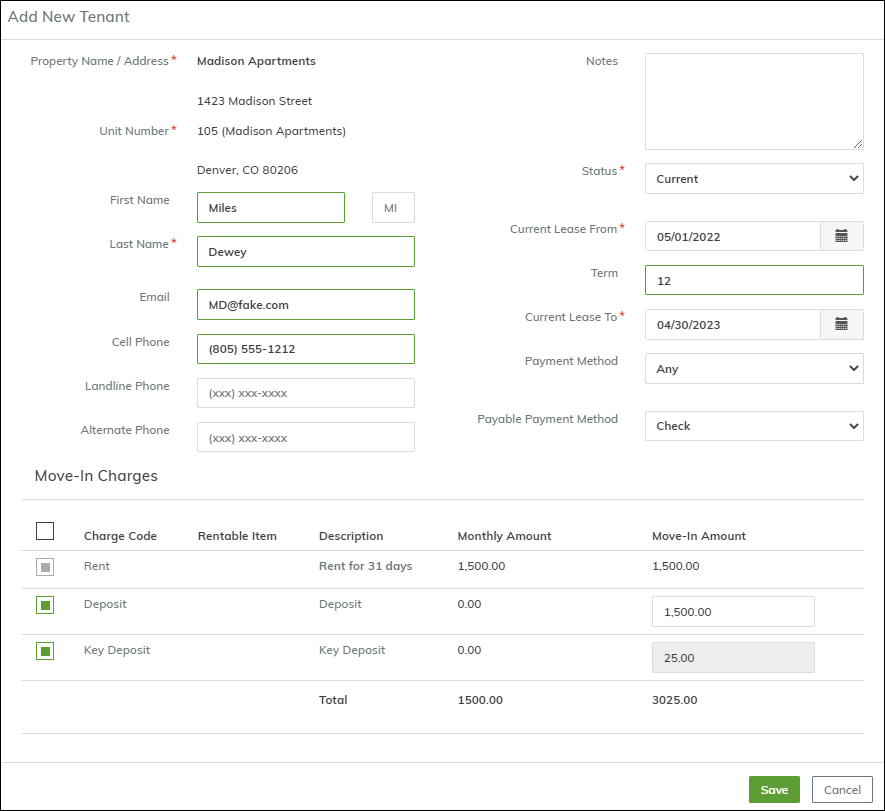 Add New Tenant
Property Name / Address*
Madison Apartments
1423 Madison Street
Unit Number*
105 (Madison Apartments)
Denver, CO 80206
First Name
Miles
MI
Last Name*
Dewey
Email
MD@fake.com
Cell Phone
(805) 555-1212
Landline Phone
(xxx) xxx-xxxx
Alternate Phone
(xxx) xxx-xxxx
Notes
Status*
Current
Current Lease From*
05/01/2022
Term
12
Current Lease To*
04/30/2023
Payment Method
Any
Payable Payment Method
Check
Move-In Charges
Charge Code Rentable Item Description Monthly Amount Move-In Amount
Rent Rent for 31 days 1,500.00 1,500.00
Deposit Deposit 0.00 1,500.00
Key Deposit Key Deposit 0.00 25.00
Total 1500.00 3025.00
Save Cancel